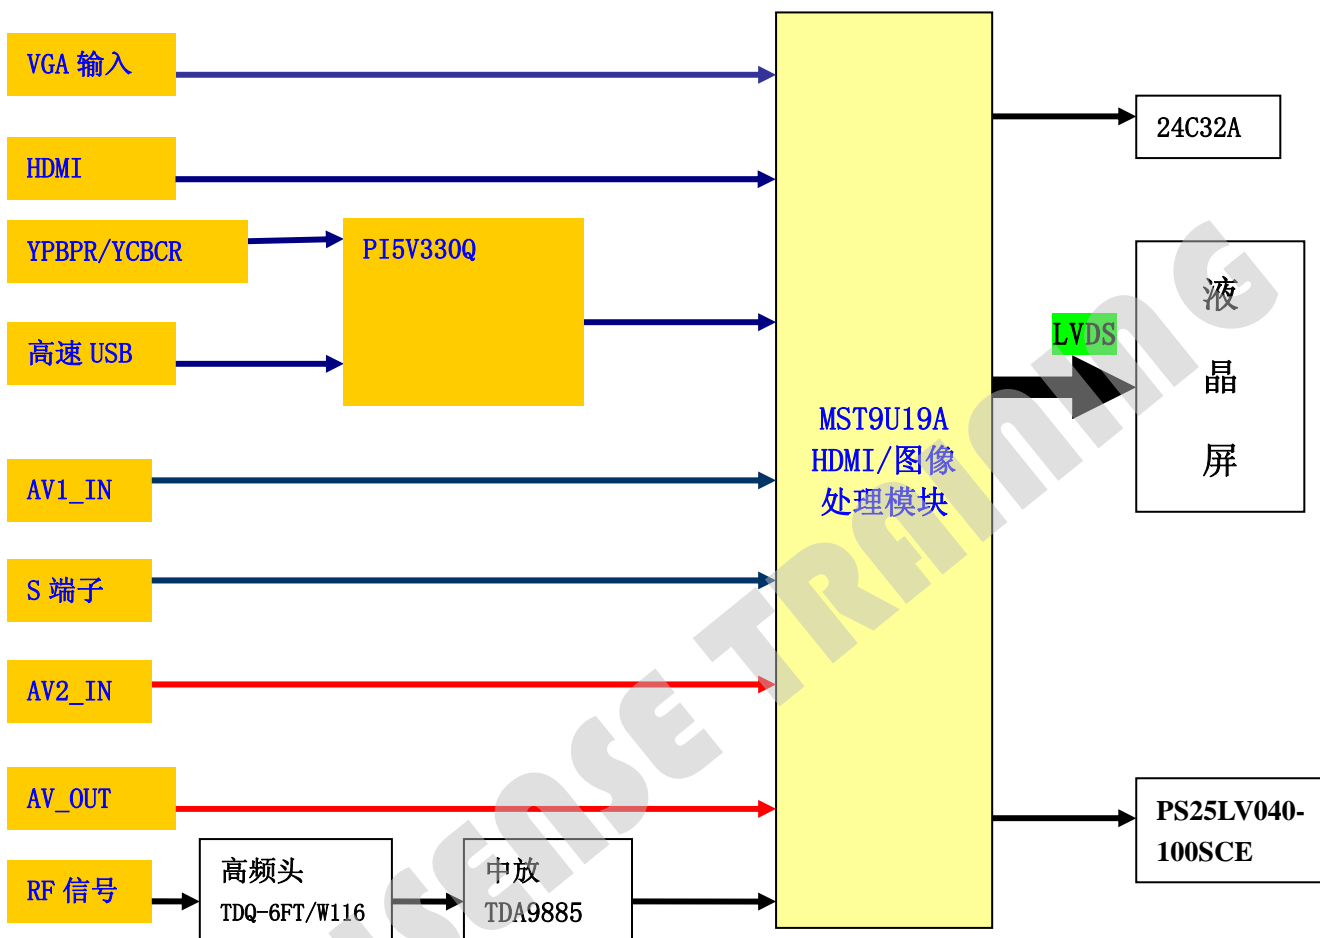 VGA 输入
HDMI
YPBPR/YCBCR
高速 USB
PI5V330Q
AV1_IN
S 端子
AV2_IN
AV_OUT
RF 信号
高频头
TDQ-6FT/W116
中放
TDA9885
MST9U19A
HDMI/图像
处理模块
24C32A
LVDS
液
晶
屏
PS25LV040-
100SCE
ENSE TRAINING